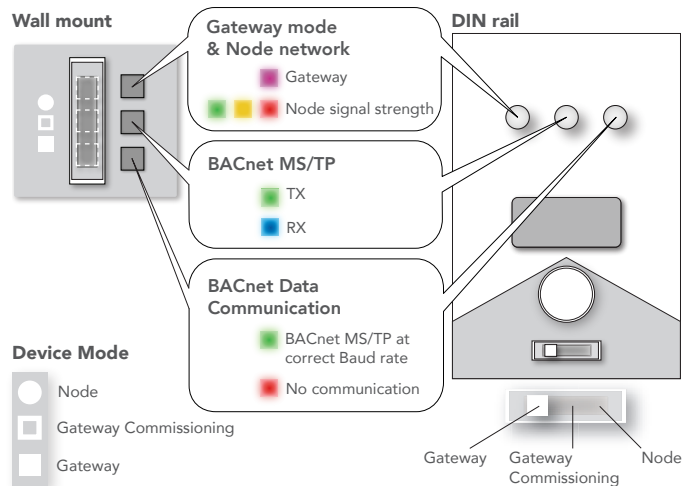 Wall mount
Gateway mode
& Node network
Gateway
Node signal strength
DIN rail
BACnet MS/TP
TX
RX
BACnet Data
Communication
BACnet MS/TP at
correct Baud rate
No communication
Device Mode
Node
Gateway Commissioning
Gateway
Gateway
Gateway
Commissioning
Node